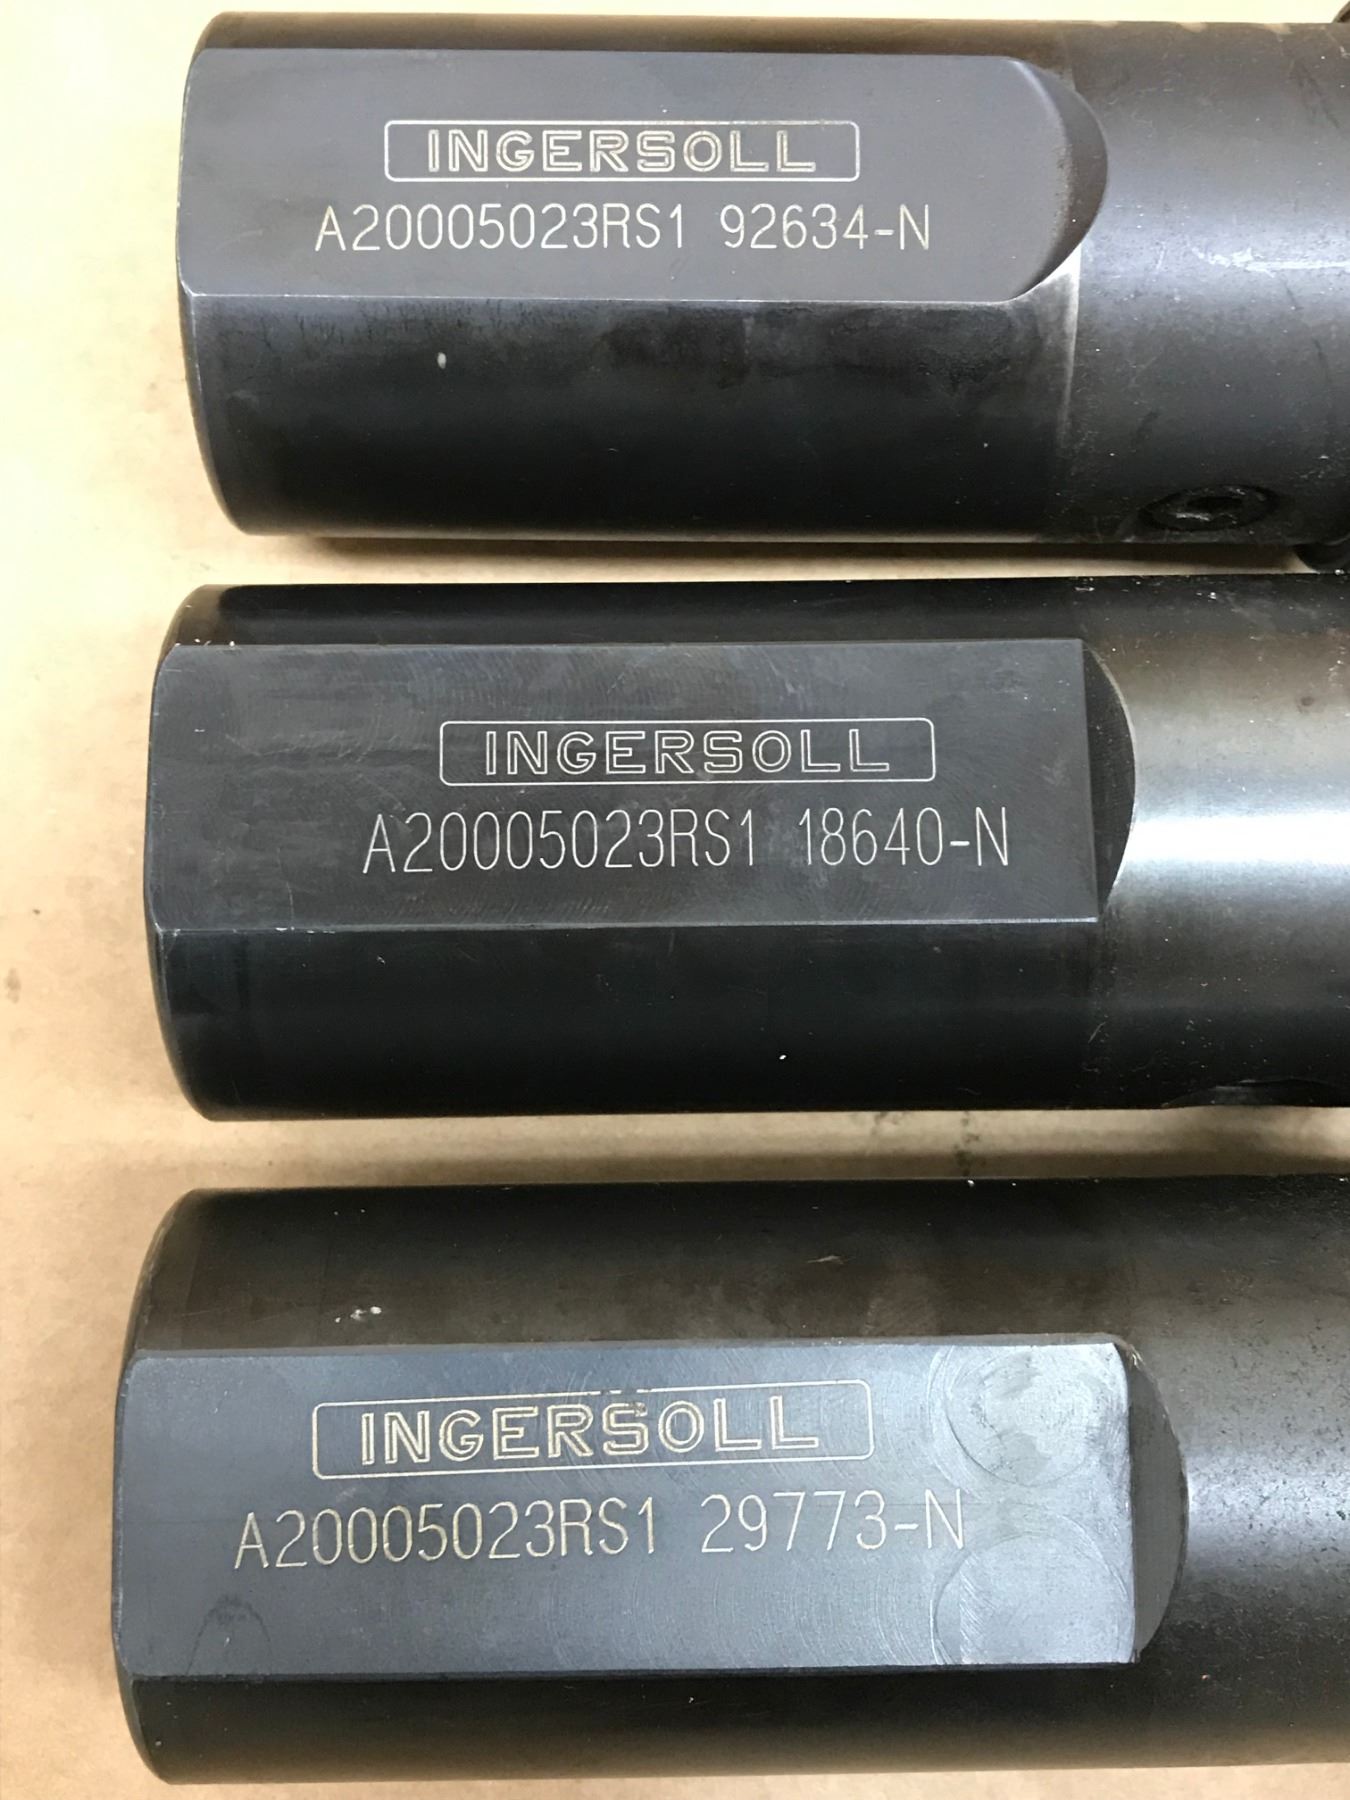 INGERSOLL
A20005023RS1 92634-N
INGERSOLL
A20005023RS1 18640-N
INGERSOLL
A20005023RS1 29773-N